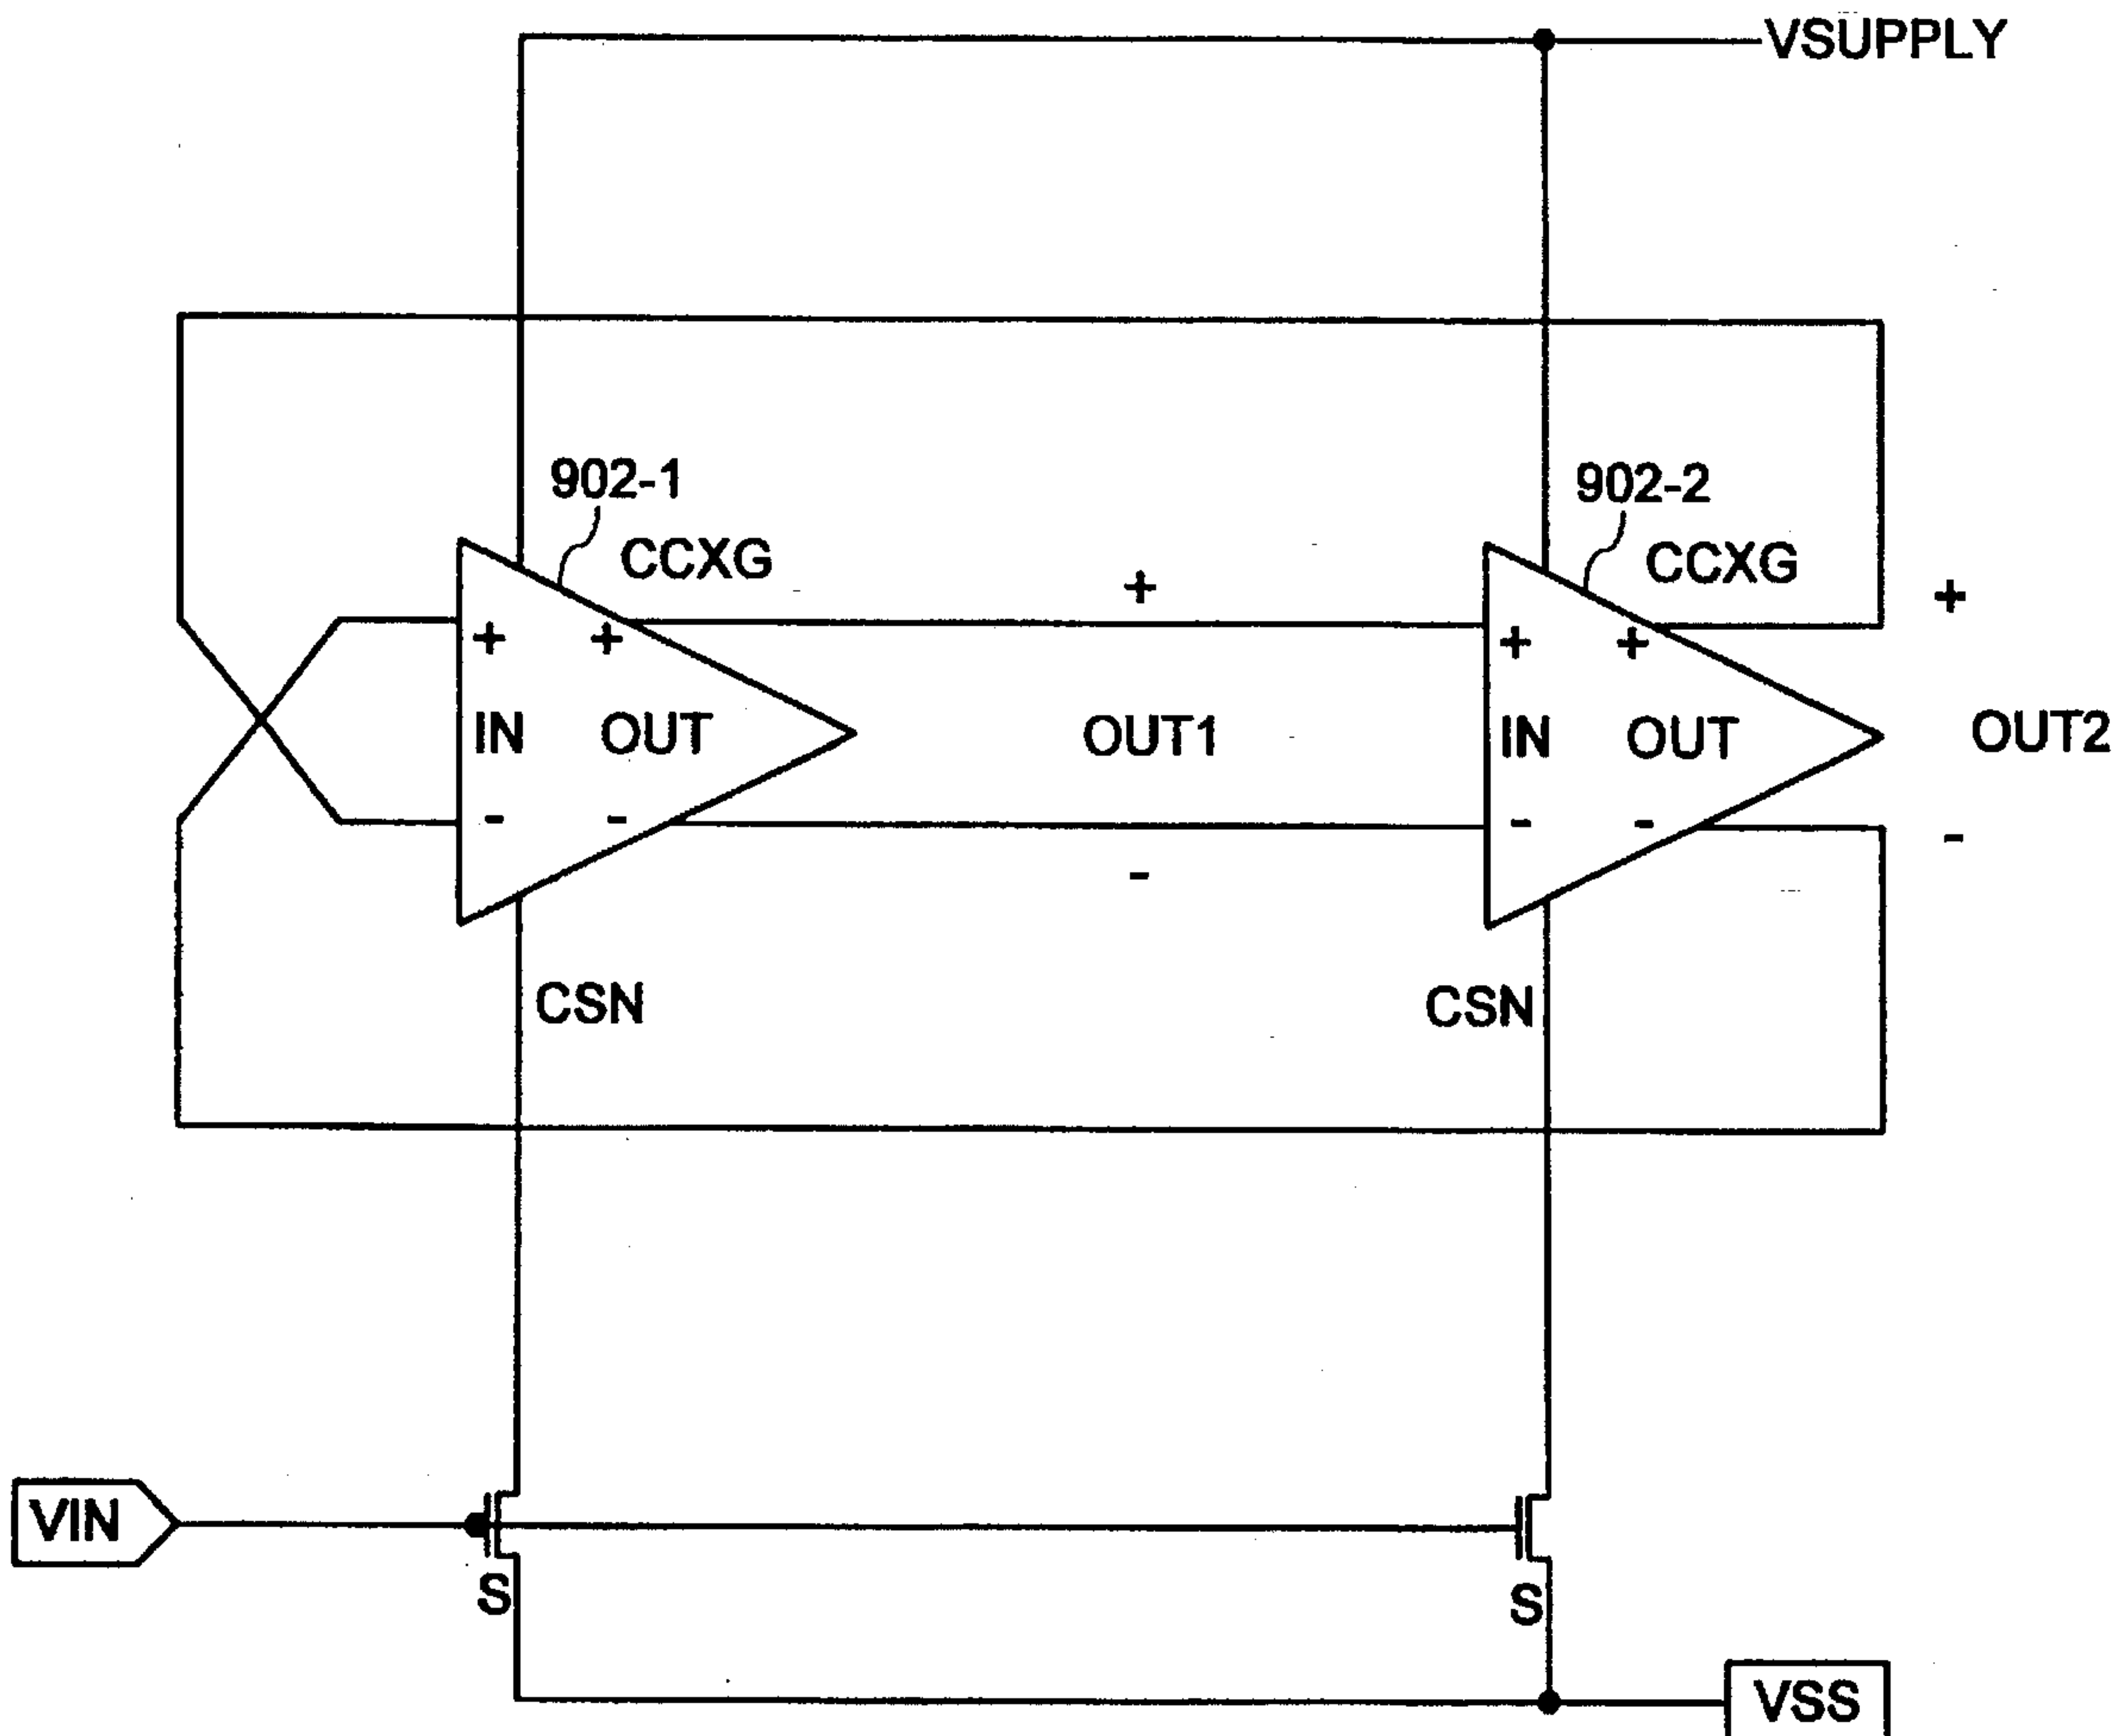 VSUPPLY
902-1
902-2
CCXG
CCXG
+
+
+ +
+ +
IN OUT
OUT1
IN OUT
OUT2
- -
- -
-
-
CSN
CSN
VIN
S
S
VSS